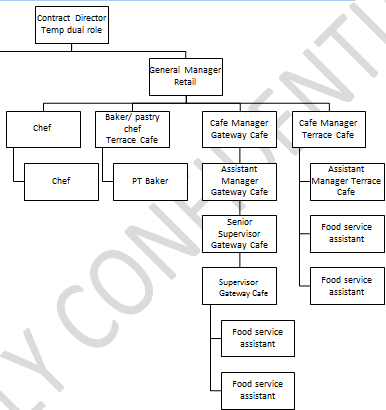 Contract Director
Temp dual role
General Manager
Retail
Chef
Baker/ pastry
chef
Terrace Cafe
Cafe Manager
Gateway Cafe
Cafe Manager
Terrace Cafe
Chef
PT Baker
Assistant
Manager
Gateway Cafe
Assistant
Manager Terrace
Cafe
Senior
Supervisor
Gateway Cafe
Food service
assistant
Supervisor
Gateway Cafe
Food service
assistant
Food service
assistant
Food service
assistant
LY CONFIDENTI